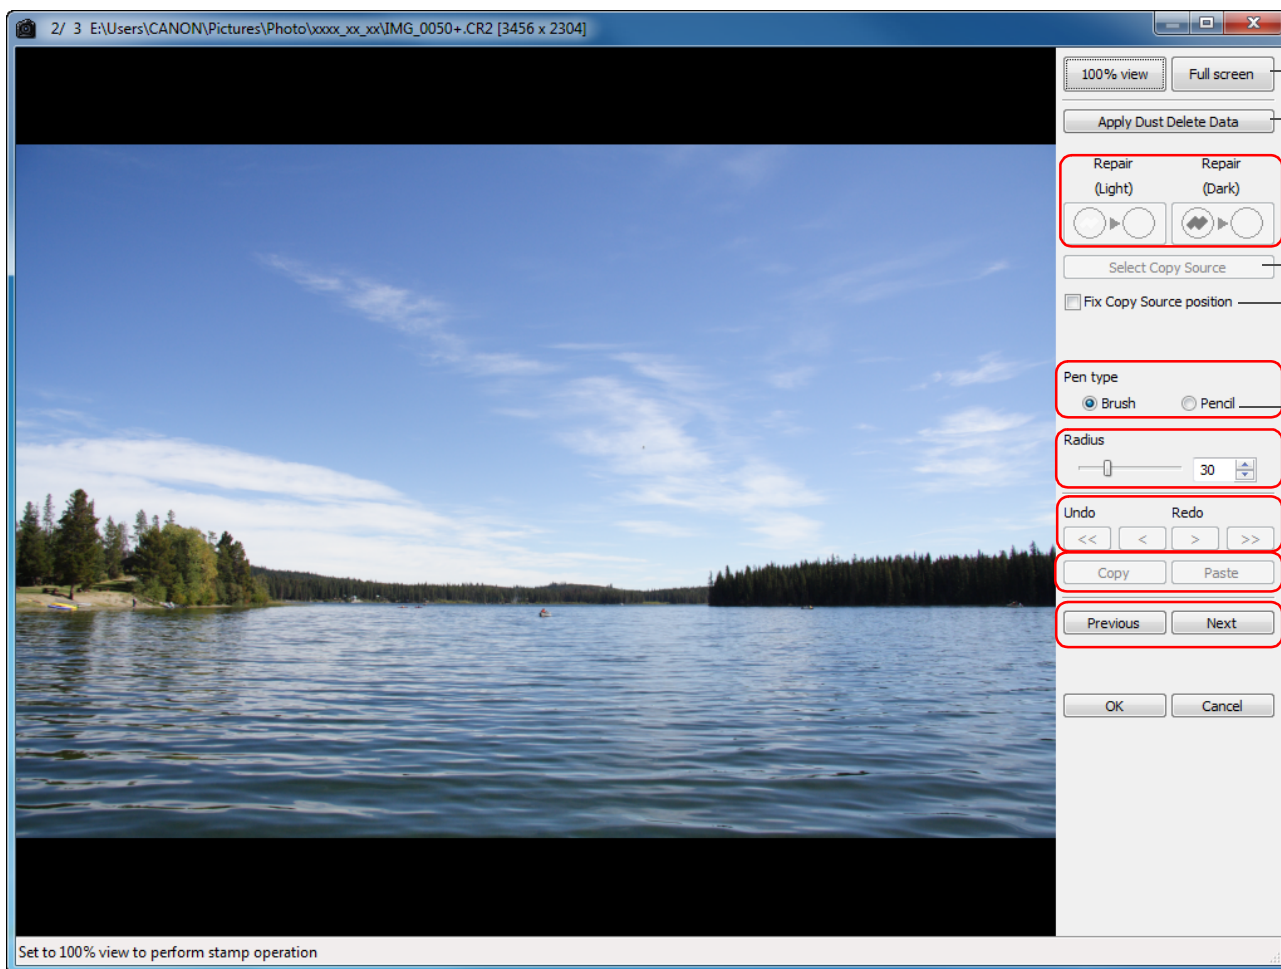 2/ 3 E:\Users\CANON\Pictures\Photo\xxxx_xx_xx\IMG_0050+.CR2 [3456 x 2304]
100% view Full screen
Apply Dust Delete Data
Repair Repair
(Light) (Dark)
Select Copy Source
Fix Copy Source position
Pen type
Brush Pencil
Radius
30
Undo Redo
<< < > >>
Copy Paste
Previous Next
OK Cancel
Set to 100% view to perform stamp operation